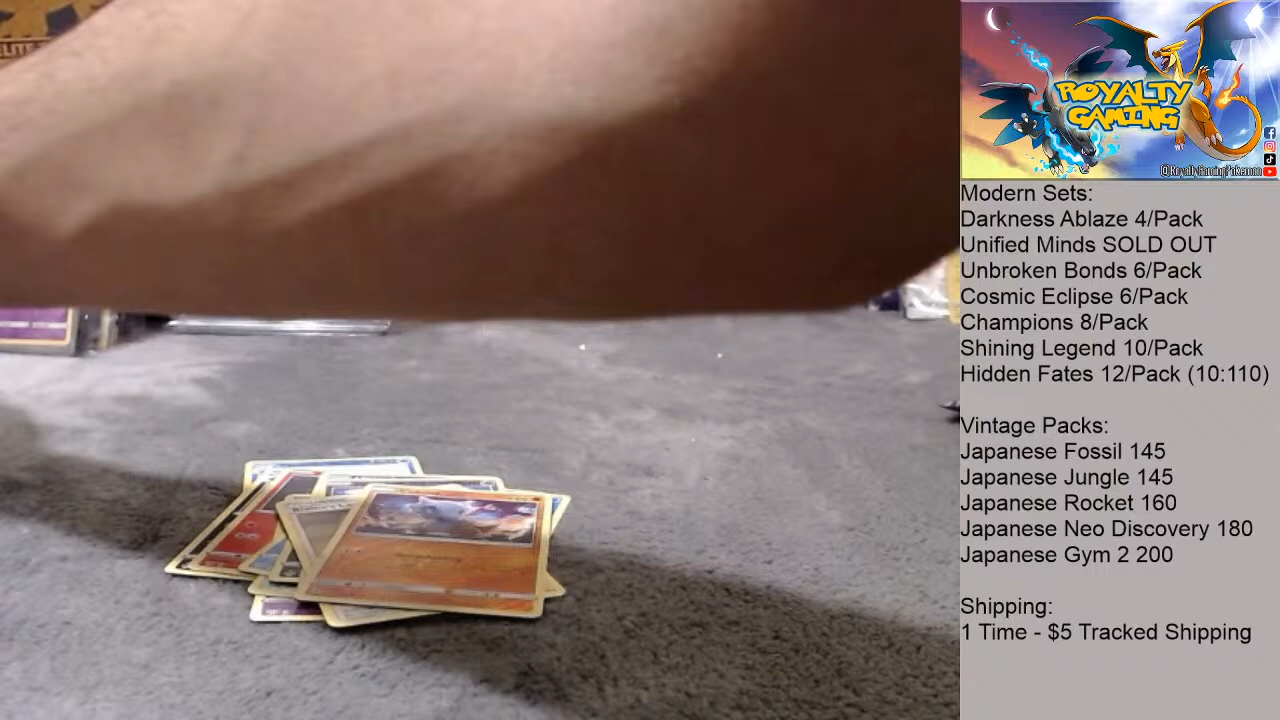 ELITE
ROYALTY
GAMING
Modern Sets:
Darkness Ablaze 4/Pack
Unified Minds SOLD OUT
Unbroken Bonds 6/Pack
Cosmic Eclipse 6/Pack
Champions 8/Pack
Shining Legend 10/Pack
Hidden Fates 12/Pack (10:110)
Vintage Packs:
Japanese Fossil 145
Japanese Jungle 145
Japanese Rocket 160
Japanese Neo Discovery 180
Japanese Gym 2 200
Shipping:
1 Time - $5 Tracked Shipping